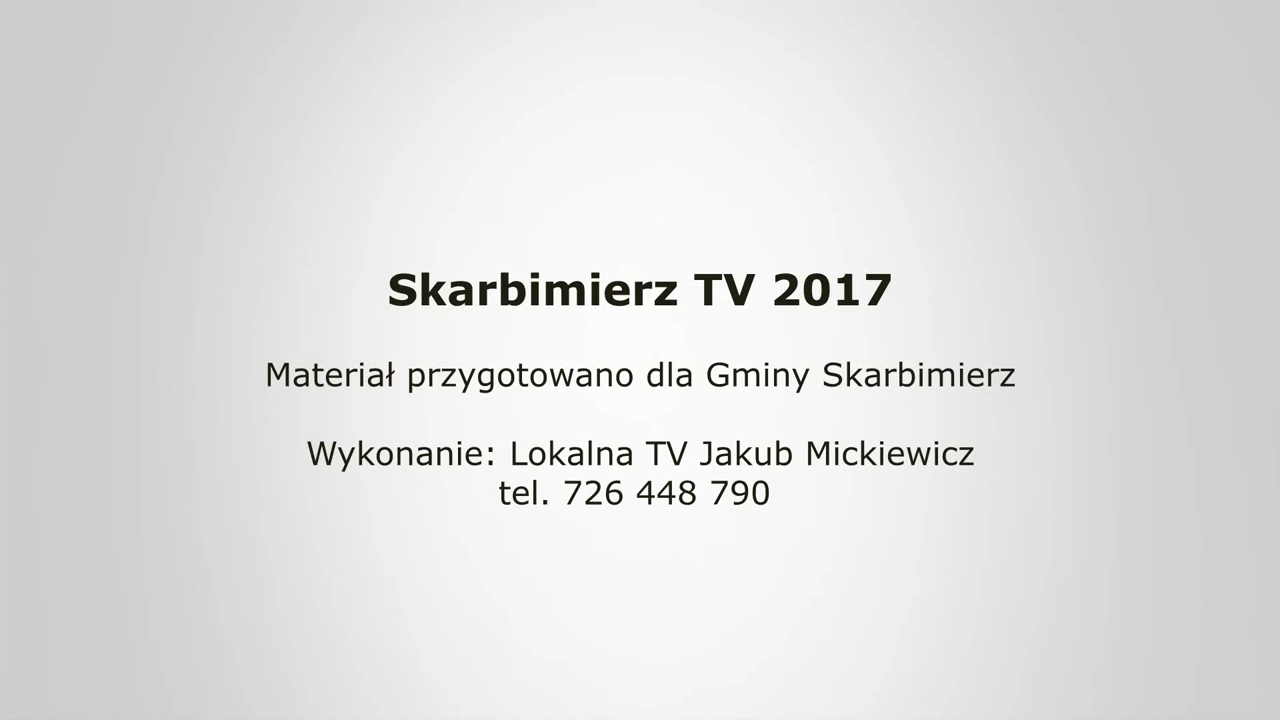 Skarbimierz TV 2017
Materiał przygotowano dla Gminy Skarbimierz
Wykonanie: Lokalna TV Jakub Mickiewicz
tel. 726 448 790